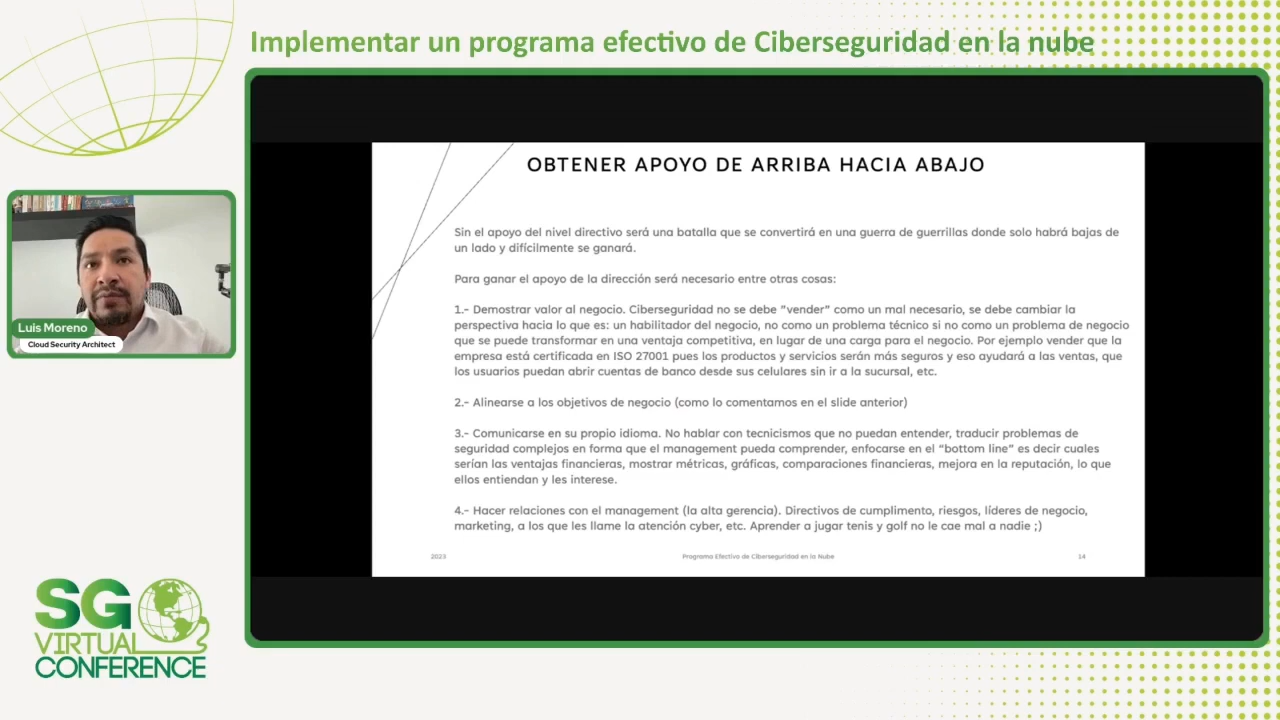 Implementar un programa efectivo de Ciberseguridad en la nube
OBTENER APOYO DE ARRIBA HACIA ABAJO
Sin el apoyo del nivel directivo será una batalla que se convertirá en una guerra de guerrillas donde solo habrá bajas de
un lado y difícilmente se ganará.
Para ganar el apoyo de la dirección será necesario entre otras cosas:
1.- Demostrar valor al negocio. Ciberseguridad no se debe “vender” como un mal necesario, se debe cambiar la
perspectiva hacia lo que es: un habilitador del negocio, no como un problema técnico si no como un problema de negocio
que se puede transformar en una ventaja competitiva, en lugar de una carga para el negocio. Por ejemplo vender que la
empresa está certificada en ISO 27001 pues los productos y servicios serán más seguros y eso ayudará a las ventas, que
los usuarios puedan abrir cuentas de banco desde sus celulares sin ir a la sucursal, etc.
2.- Alinearse a los objetivos de negocio (como lo comentamos en el slide anterior)
3.- Comunicarse en su propio idioma. No hablar con tecnicismos que no puedan entender, traducir problemas de
seguridad complejos en forma que el management pueda comprender, enfocarse en el “bottom line” es decir cuales
serían las ventajas financieras, mostrar métricas, gráficas, comparaciones financieras, mejora en la reputación, lo que
ellos entiendan y les interese.
4.- Hacer relaciones con el management (la alta gerencia). Directivos de cumplimento, riesgos, líderes de negocio,
marketing, a los que les llame la atención cyber, etc. Aprender a jugar tenis y golf no le cae mal a nadie ;)
2023
Programa Efectivo de Ciberseguridad en la Nube
14
Luis Moreno
Cloud Security Architect
SG
VIRTUAL
CONFERENCE